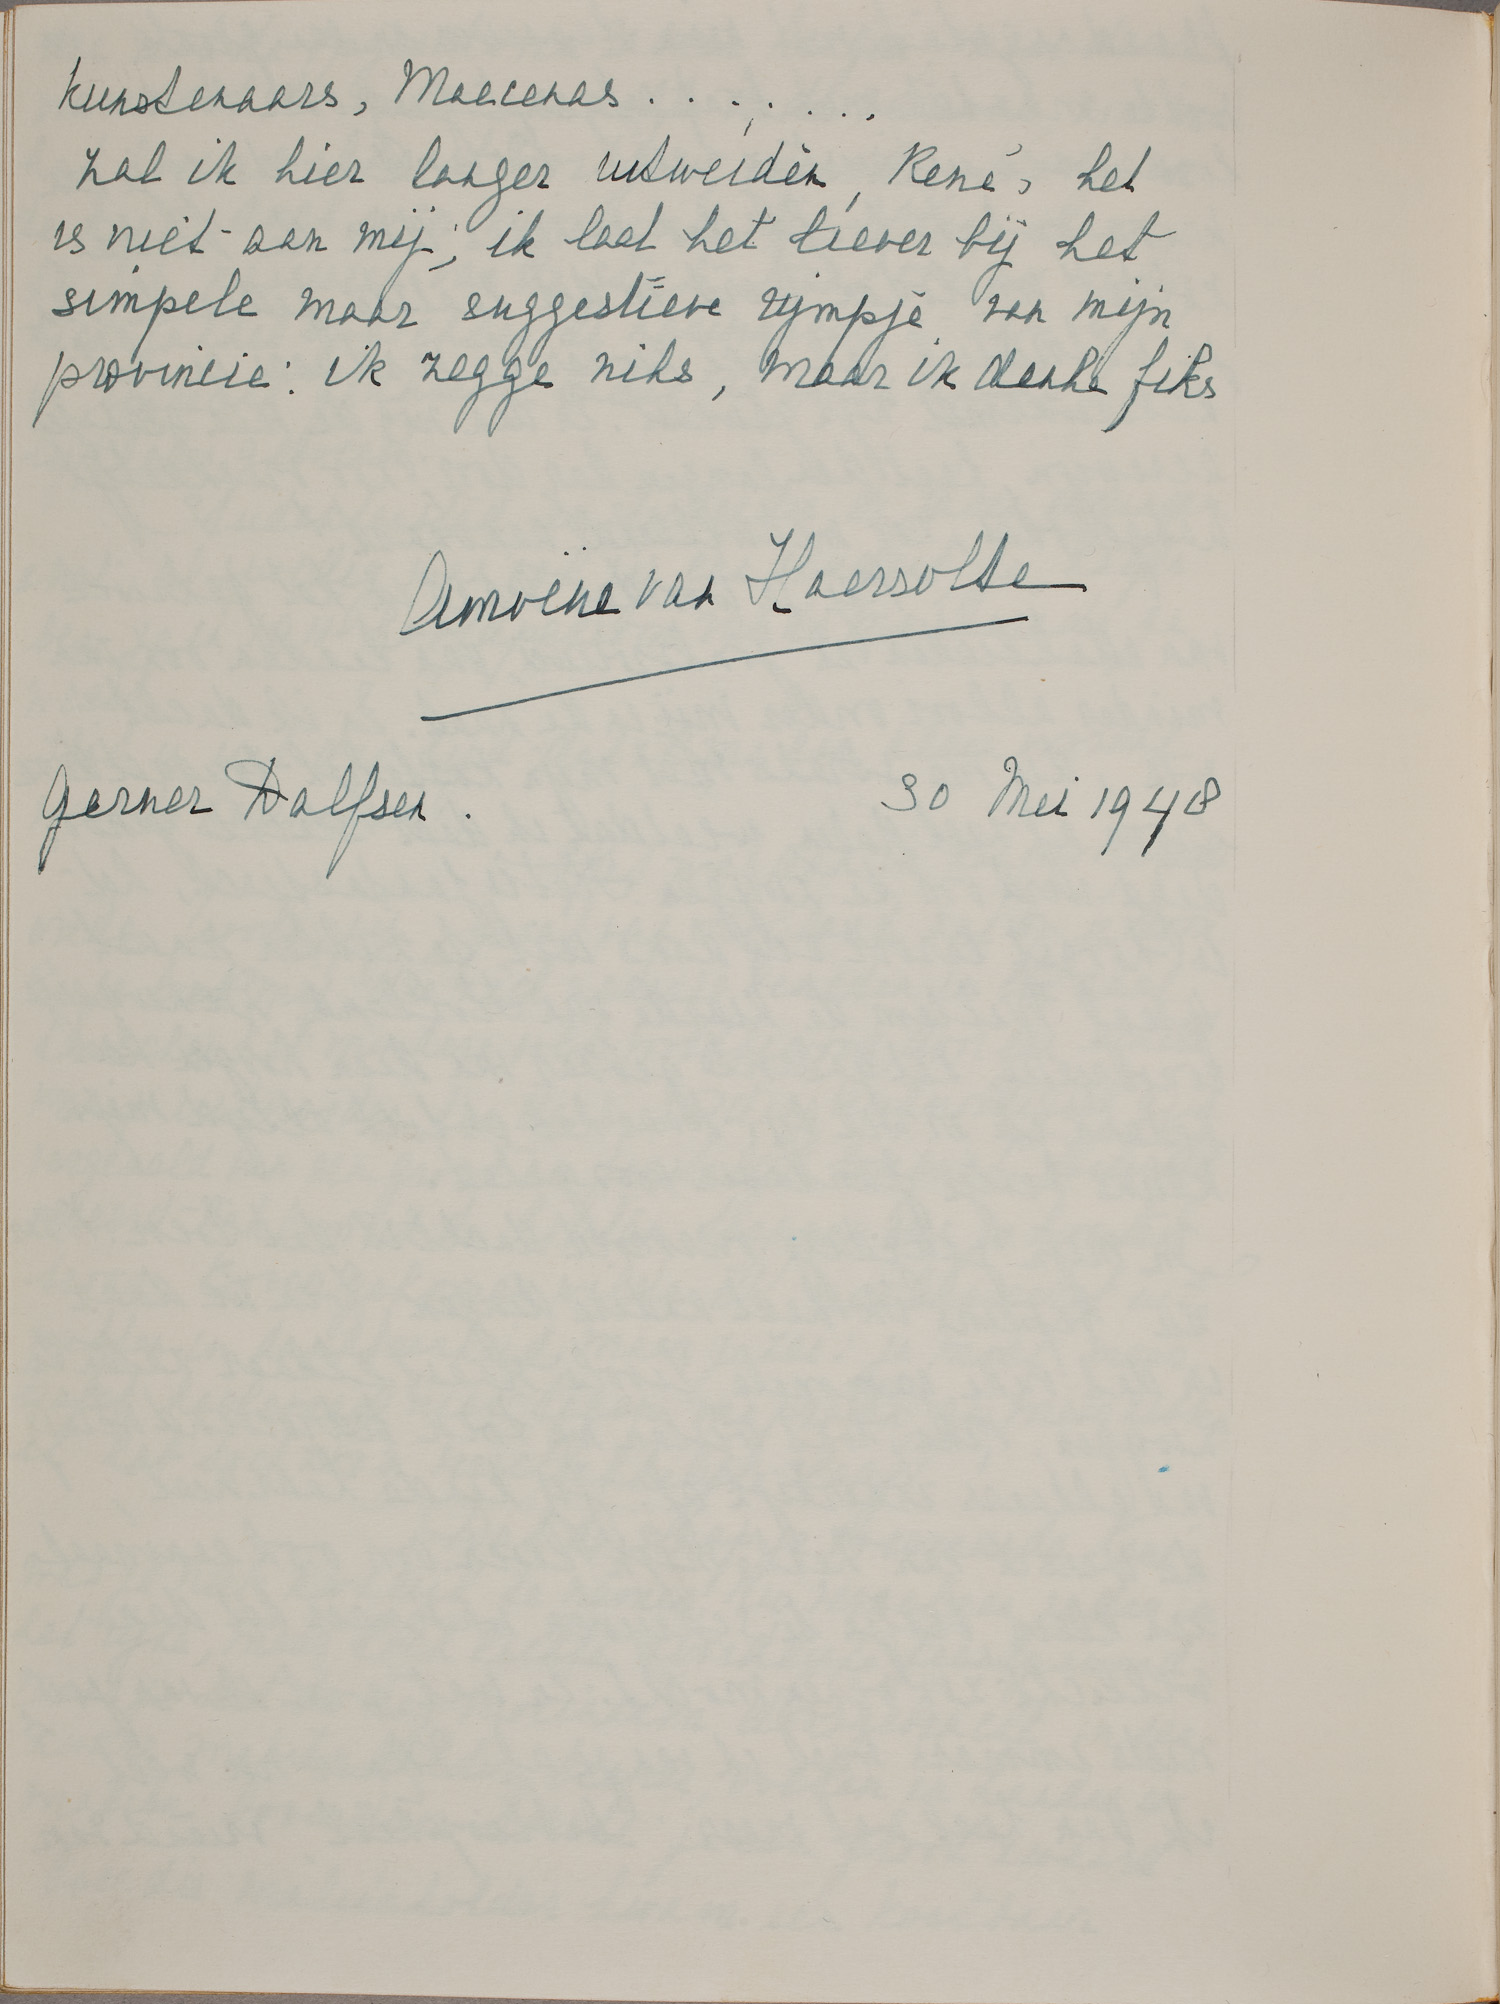 kunstenaars, Maecenas . . . . . . . .
zal ik hier langer uitweiden, René, het
is niet aan mij; ik laat het liever bij het
simpele maar suggestieve rijmpje van mijn
provincie: ik zegge niks, maar ik denke fiks
Amoëne van Haersolte
Gerner Dalfsen.
30 Mei 1948